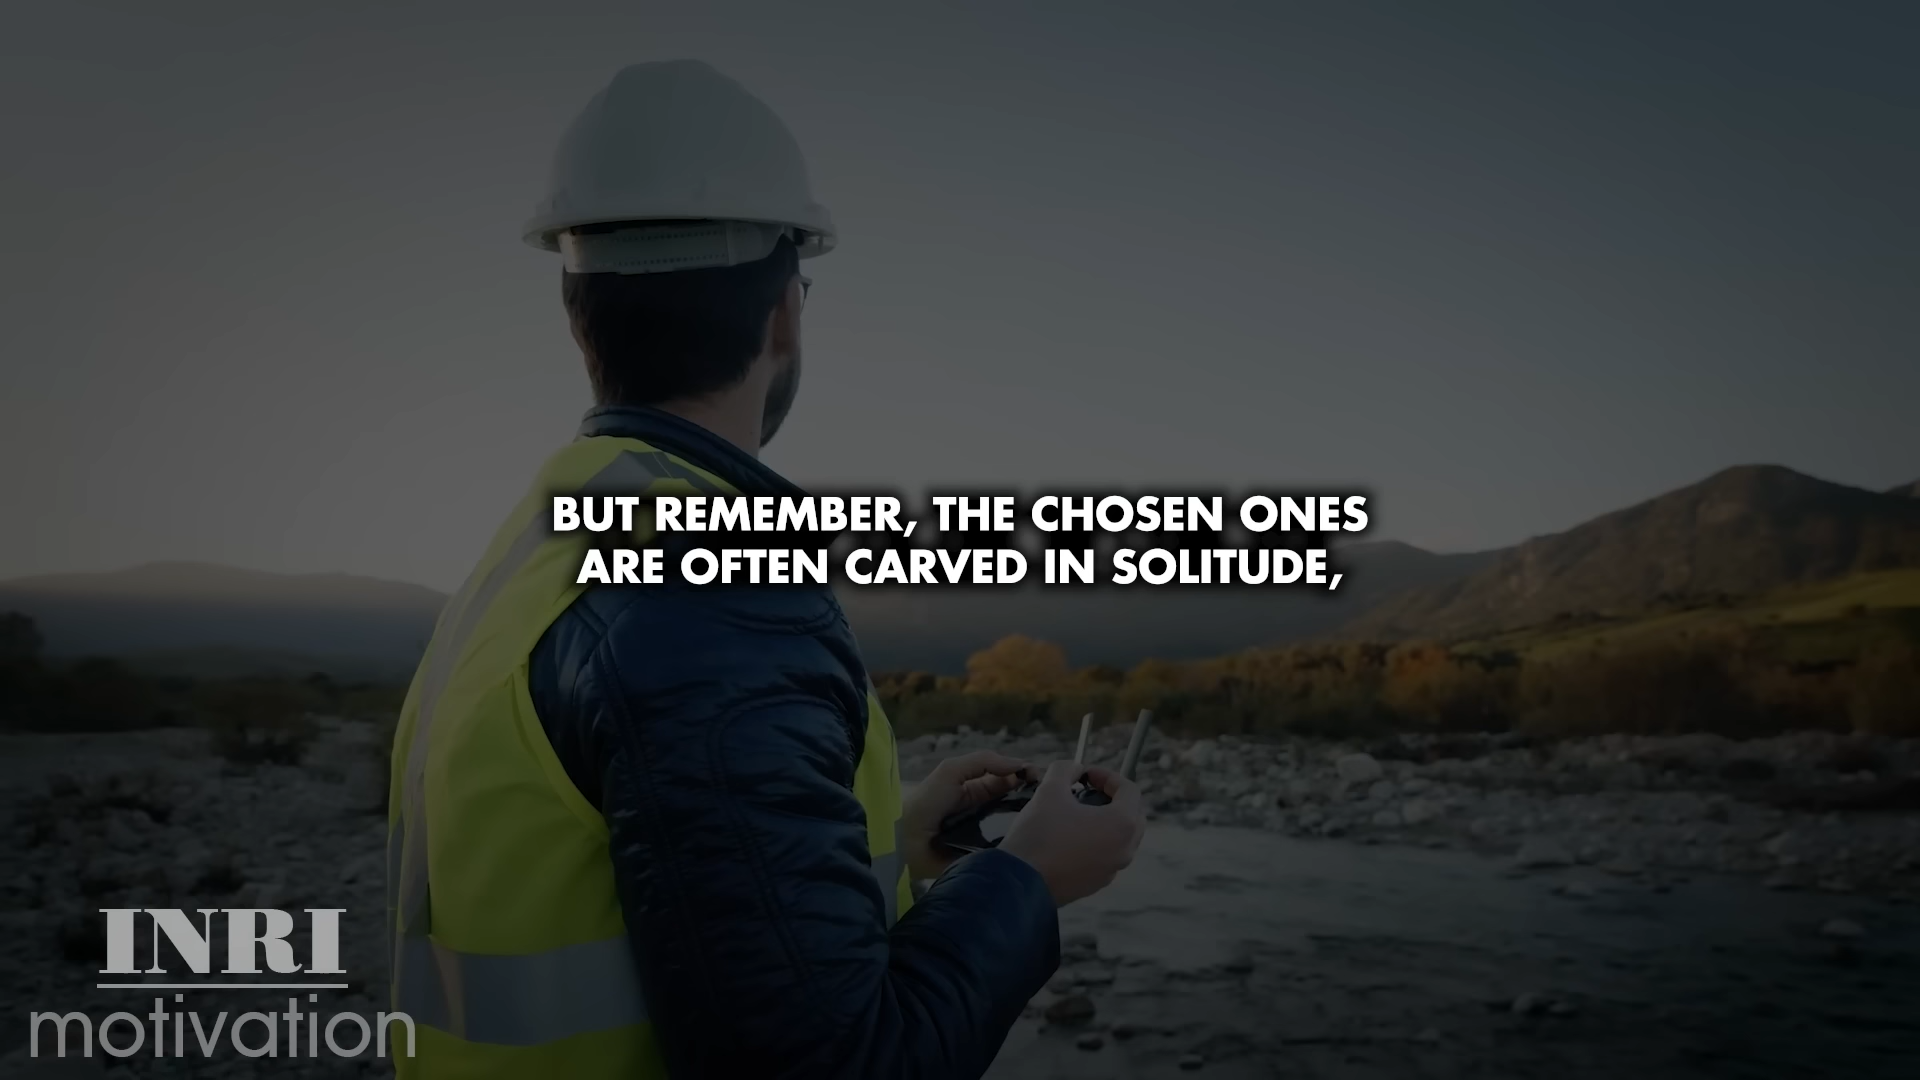 BUT REMEMBER, THE CHOSEN ONES
ARE OFTEN CARVED IN SOLITUDE,
INRI
motivation